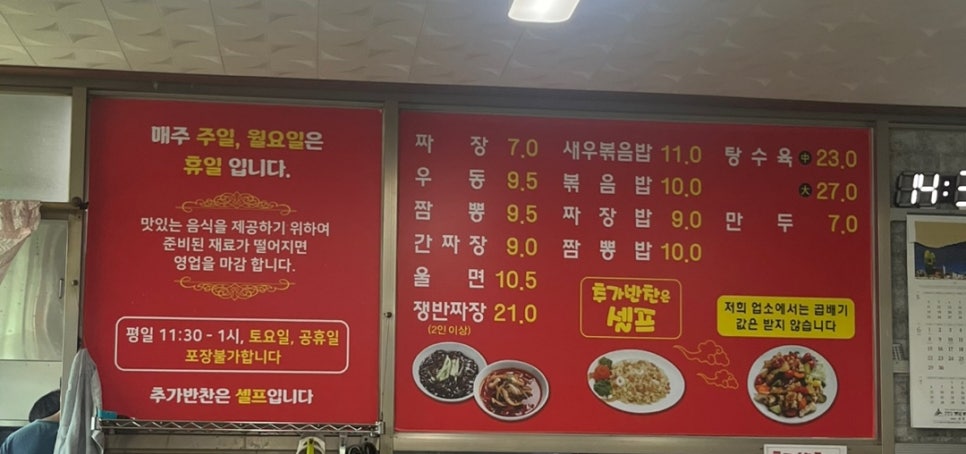 매주 주일, 월요일은
휴일 입니다.
맛있는 음식을 제공하기 위하여
준비된 재료가 떨어지면
영업을 마감 합니다.
평일 11:30 - 1시, 토요일, 공휴일
포장불가합니다
추가반찬은 셀프입니다
짜 장 7.0
우 동 9.5
짬 뽕 9.5
간 짜 장 9.0
울 면 10.5
쟁반짜장 21.0
(2인 이상)
새우볶음밥 11.0
볶 음 밥 10.0
짜 장 밥 9.0
짬 뽕 밥 10.0
탕 수 육 中 23.0
大 27.0
만 두 7.0
추가반찬은
셀프
저희 업소에서는 곱배기
값은 받지 않습니다